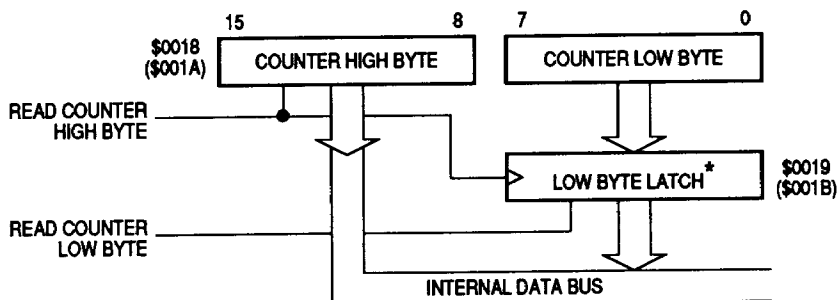 15 8 7 0
$0018
($001A)
COUNTER HIGH BYTE
COUNTER LOW BYTE
READ COUNTER
HIGH BYTE
LOW BYTE LATCH*
$0019
($001B)
READ COUNTER
LOW BYTE
INTERNAL DATA BUS